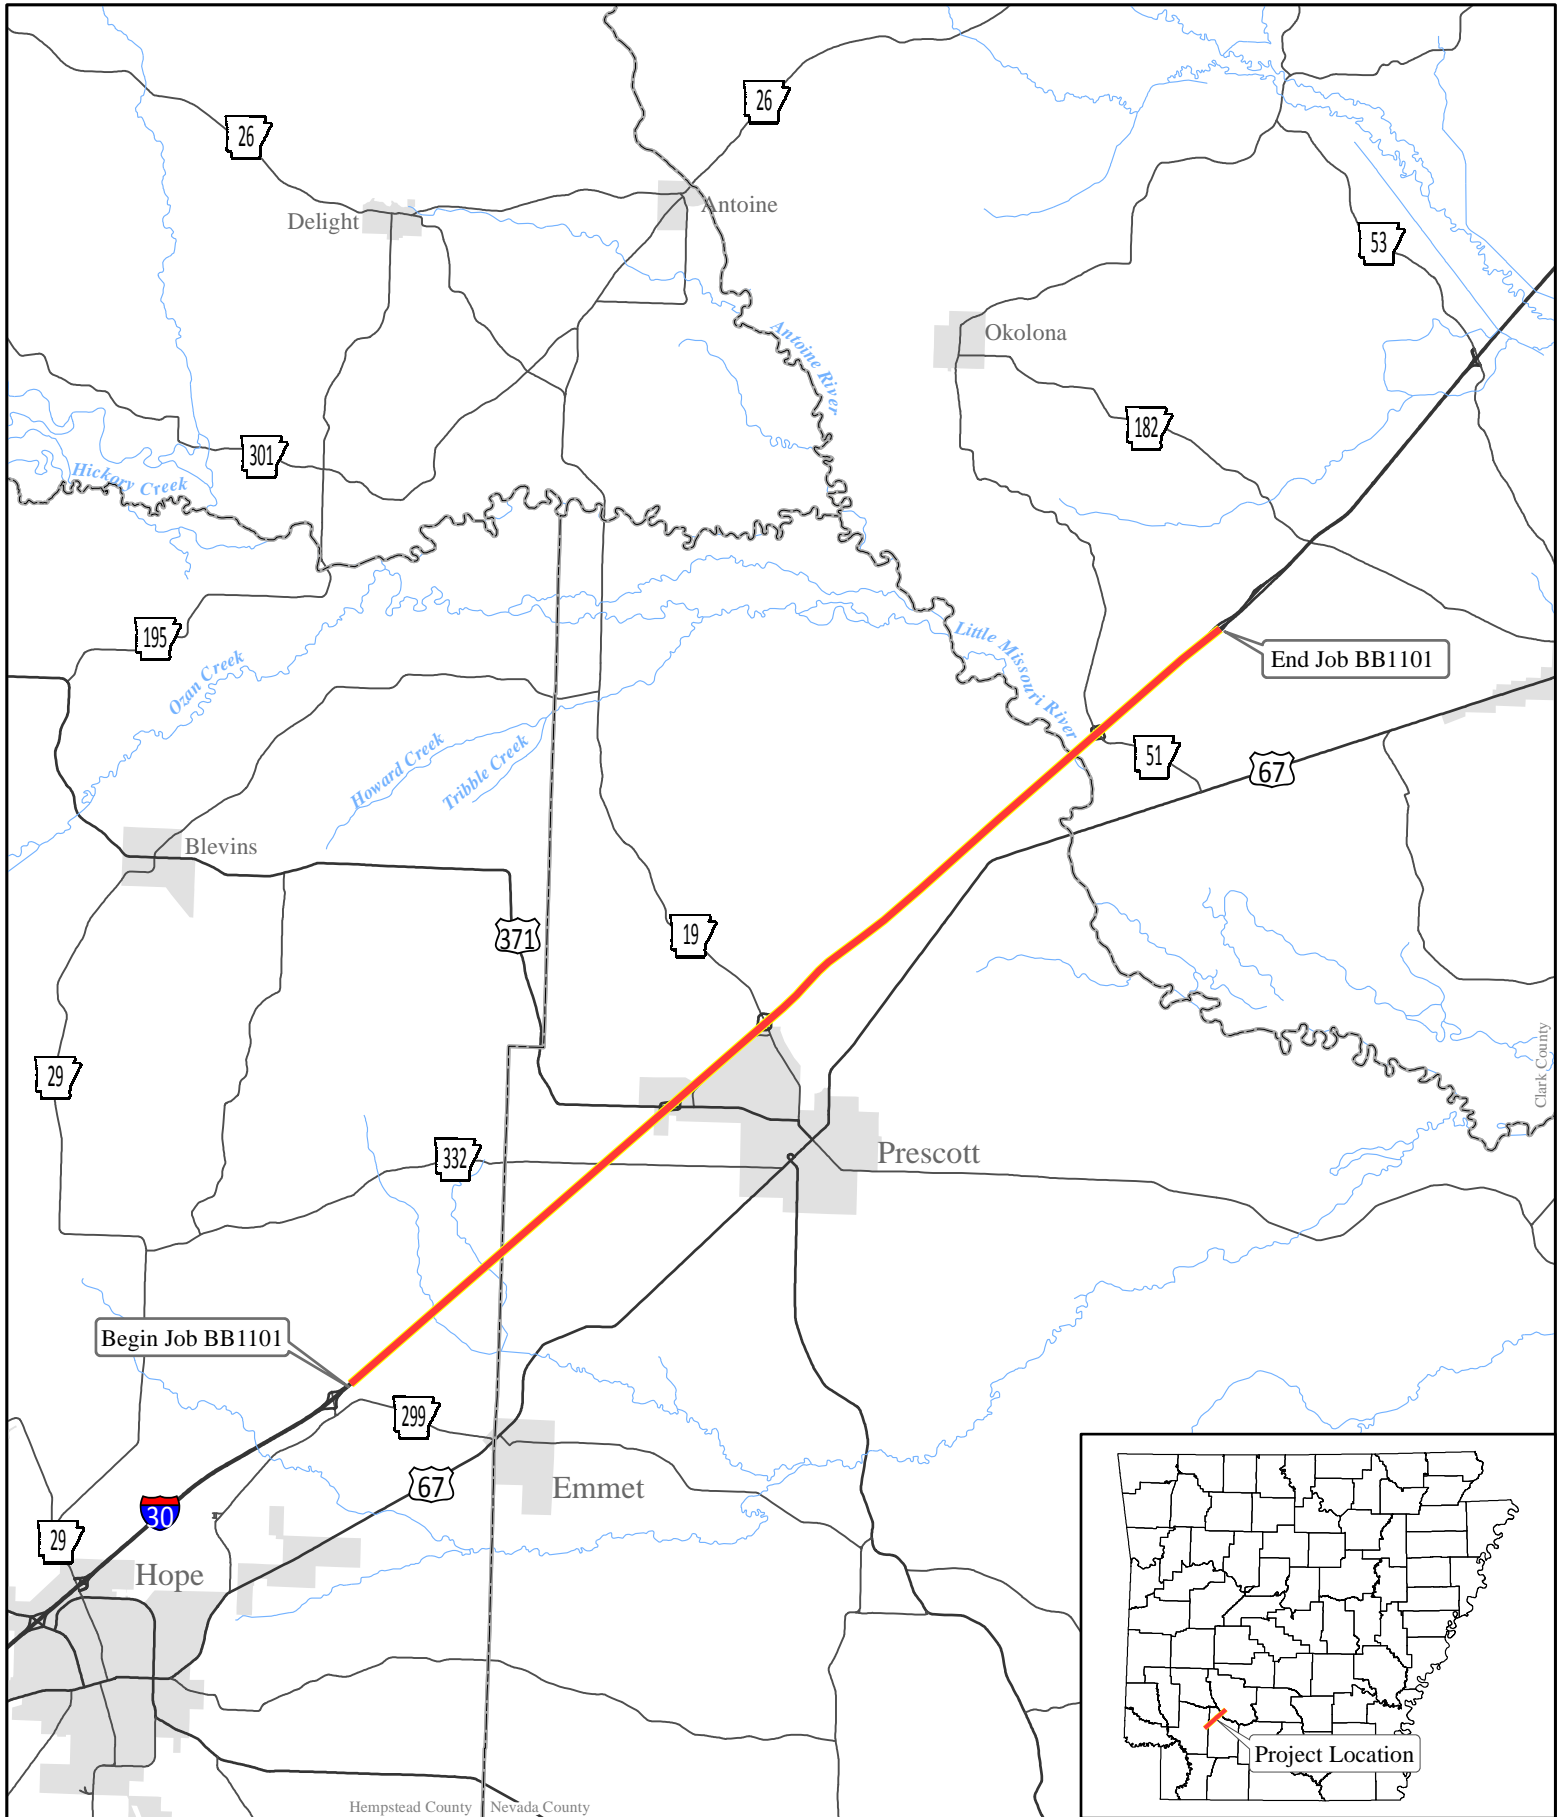 26
26
Delight
Antoine
53
Antoine River
Okolona
182
301
Hickory Creek
195
Little Missouri River
End Job BB1101
Ozan Creek
51
67
Howard Creek
Tribble Creek
Blevins
371
19
29
Clark County
332
Prescott
Begin Job BB1101
299
67
Emmet
30
29
Hope
Project Location
Hempstead County
Nevada County